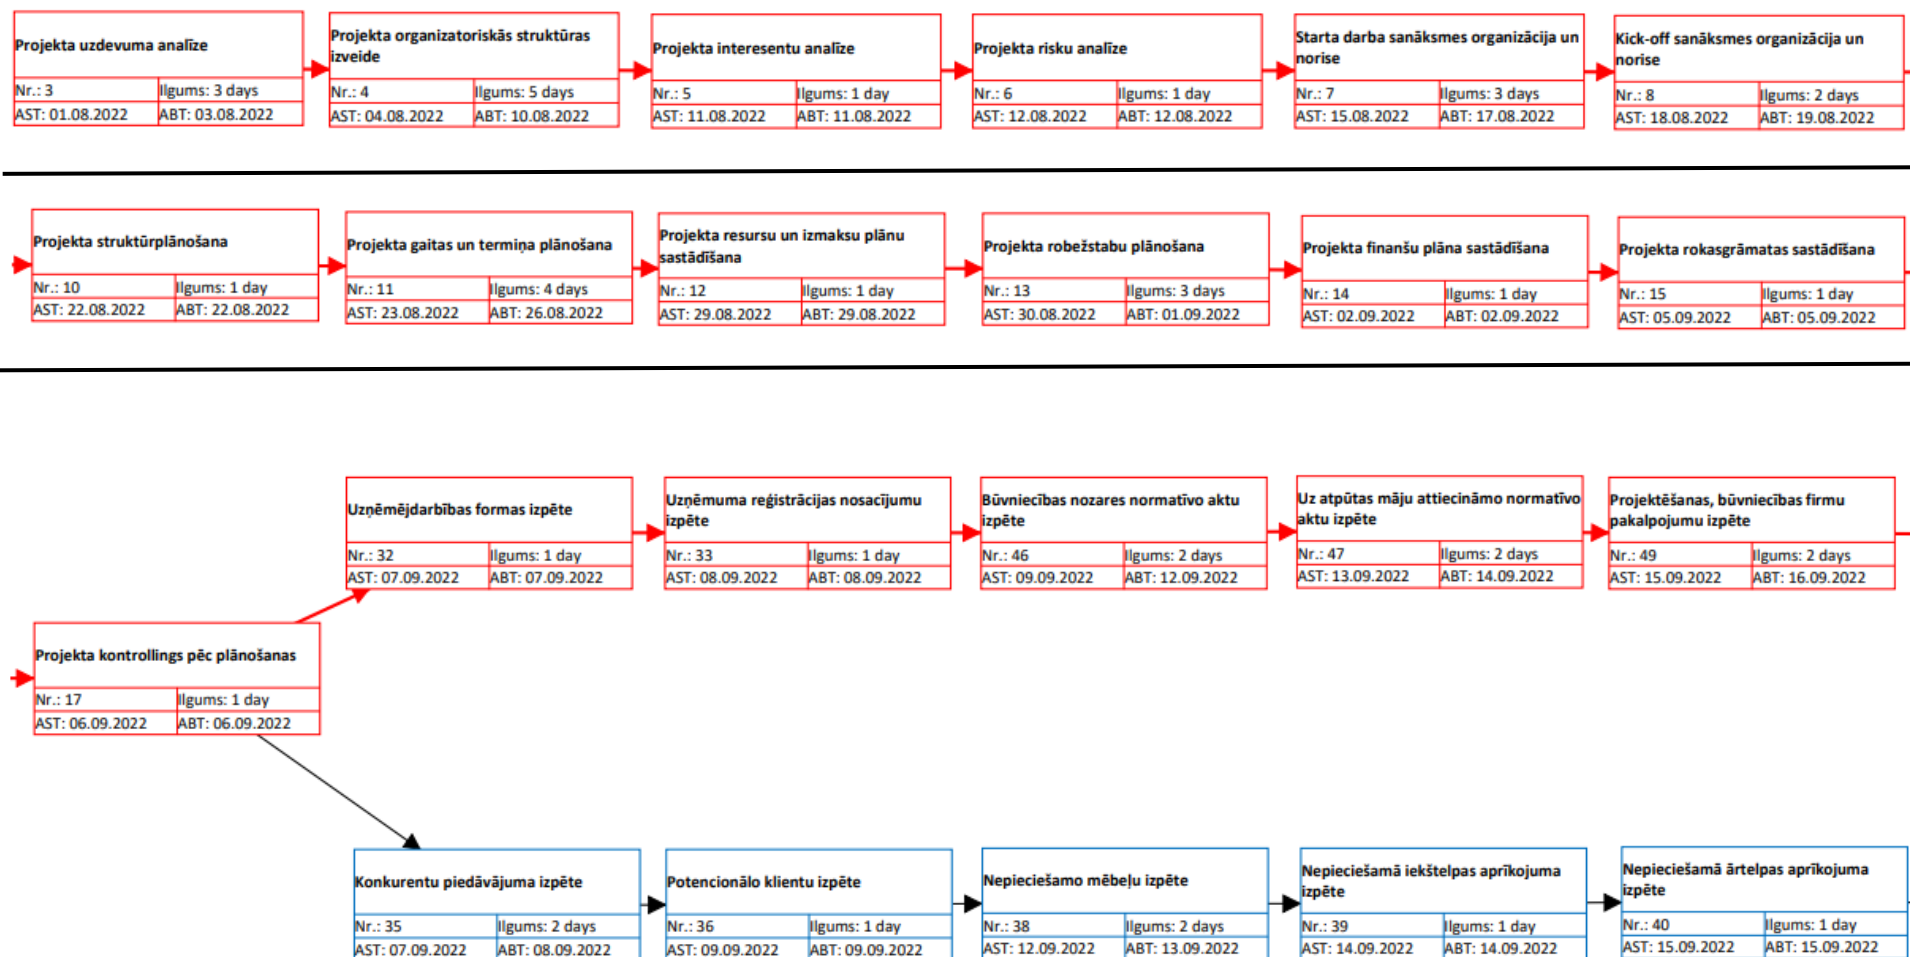 Projekta uzdevuma analīze
Nr.: 3 Ilgums: 3 days
AST: 01.08.2022 ABT: 03.08.2022
Projekta organizatoriskās struktūras
izveide
Nr.: 4 Ilgums: 5 days
AST: 04.08.2022 ABT: 10.08.2022
Projekta interesentu analīze
Nr.: 5 Ilgums: 1 day
AST: 11.08.2022 ABT: 11.08.2022
Projekta risku analīze
Nr.: 6 Ilgums: 1 day
AST: 12.08.2022 ABT: 12.08.2022
Starta darba sanāksmes organizācija un
norise
Nr.: 7 Ilgums: 3 days
AST: 15.08.2022 ABT: 17.08.2022
Kick-off sanāksmes organizācija un
norise
Nr.: 8 Ilgums: 2 days
AST: 18.08.2022 ABT: 19.08.2022
Projekta struktūrplānošana
Nr.: 10 Ilgums: 1 day
AST: 22.08.2022 ABT: 22.08.2022
Projekta gaitas un termiņa plānošana
Nr.: 11 Ilgums: 4 days
AST: 23.08.2022 ABT: 26.08.2022
Projekta resursu un izmaksu plānu
sastādīšana
Nr.: 12 Ilgums: 1 day
AST: 29.08.2022 ABT: 29.08.2022
Projekta robežstabu plānošana
Nr.: 13 Ilgums: 3 days
AST: 30.08.2022 ABT: 01.09.2022
Projekta finanšu plāna sastādīšana
Nr.: 14 Ilgums: 1 day
AST: 02.09.2022 ABT: 02.09.2022
Projekta rokasgrāmatas sastādīšana
Nr.: 15 Ilgums: 1 day
AST: 05.09.2022 ABT: 05.09.2022
Uzņēmējdarbības formas izpēte
Nr.: 32 Ilgums: 1 day
AST: 07.09.2022 ABT: 07.09.2022
Uzņēmuma reģistrācijas nosacījumu
izpēte
Nr.: 33 Ilgums: 1 day
AST: 08.09.2022 ABT: 08.09.2022
Būvniecības nozares normatīvo aktu
izpēte
Nr.: 46 Ilgums: 2 days
AST: 09.09.2022 ABT: 12.09.2022
Uz atpūtas māju attiecināmo normatīvo
aktu izpēte
Nr.: 47 Ilgums: 2 days
AST: 13.09.2022 ABT: 14.09.2022
Projektēšanas, būvniecības firmu
pakalpojumu izpēte
Nr.: 49 Ilgums: 2 days
AST: 15.09.2022 ABT: 16.09.2022
Projekta kontrollings pēc plānošanas
Nr.: 17 Ilgums: 1 day
AST: 06.09.2022 ABT: 06.09.2022
Konkurentu piedāvājuma izpēte
Nr.: 35 Ilgums: 2 days
AST: 07.09.2022 ABT: 08.09.2022
Potencionālo klientu izpēte
Nr.: 36 Ilgums: 1 day
AST: 09.09.2022 ABT: 09.09.2022
Nepieciešamo mēbeļu izpēte
Nr.: 38 Ilgums: 2 days
AST: 12.09.2022 ABT: 13.09.2022
Nepieciešamā iekštelpas aprīkojuma
izpēte
Nr.: 39 Ilgums: 1 day
AST: 14.09.2022 ABT: 14.09.2022
Nepieciešamā ārtelpas aprīkojuma
izpēte
Nr.: 40 Ilgums: 1 day
AST: 15.09.2022 ABT: 15.09.2022